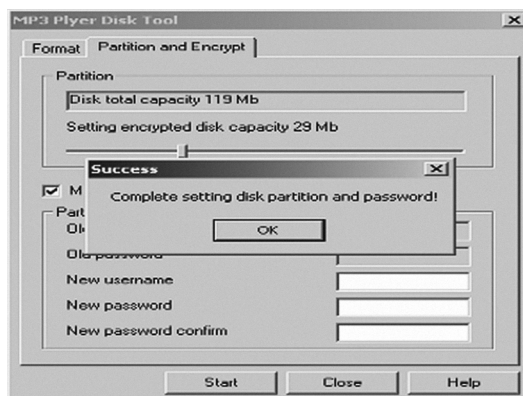 MP3 Plyer Disk Tool
Format Partition and Encrypt
Partition
Disk total capacity 119 Mb
Setting encrypted disk capacity 29 Mb
Success
Complete setting disk partition and password!
OK
M
Part
Ol
Old password
New username
New password
New password confirm
Start Close Help